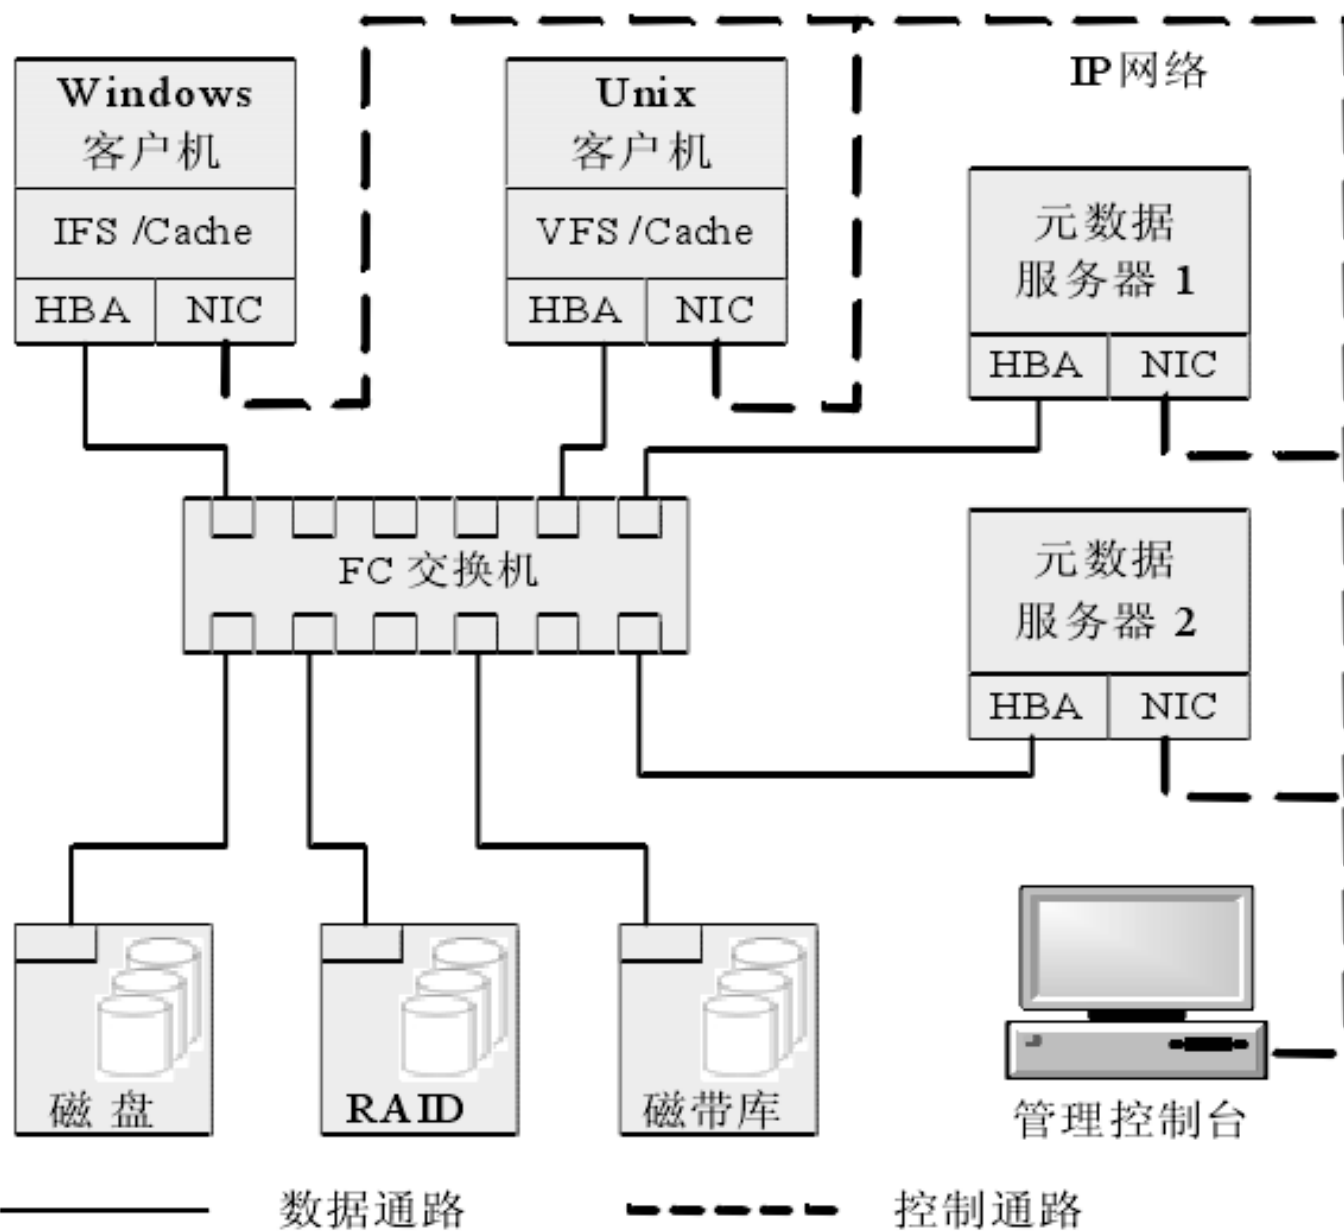 IP网络
Windows
客户机
IFS /Cache
HBA
NIC
Unix
客户机
VFS /Cache
HBA
NIC
元数据
服务器 1
HBA
NIC
FC 交换机
元数据
服务器 2
HBA
NIC
磁 盘
RAID
磁带库
管理控制台
数据通路
控制通路